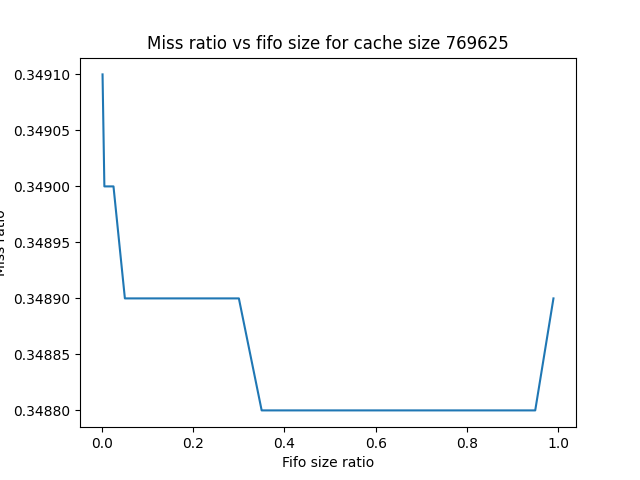 Miss ratio vs fifo size for cache size 769625
0.34910
0.34905
0.34900
0.34895
0.34890
0.34885
0.34880
Miss ratio
0.0 0.2 0.4 0.6 0.8 1.0
Fifo size ratio